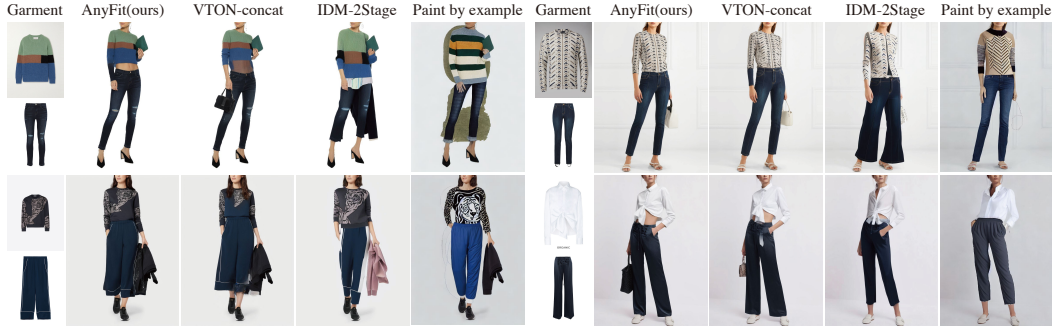 Garment AnyFit(ours) VTON-concat IDM-2Stage Paint by example Garment AnyFit(ours) VTON-concat IDM-2Stage Paint by example